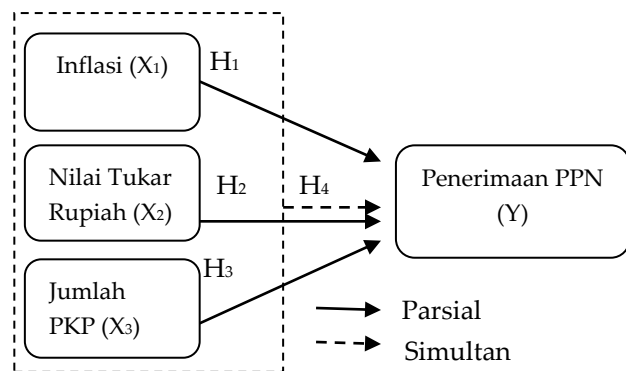 Inflasi (X₁)
H₁
Nilai Tukar
Rupiah (X₂)
H₂
H₄
Penerimaan PPN
(Y)
H₃
Jumlah
PKP (X₃)
Parsial
Simultan